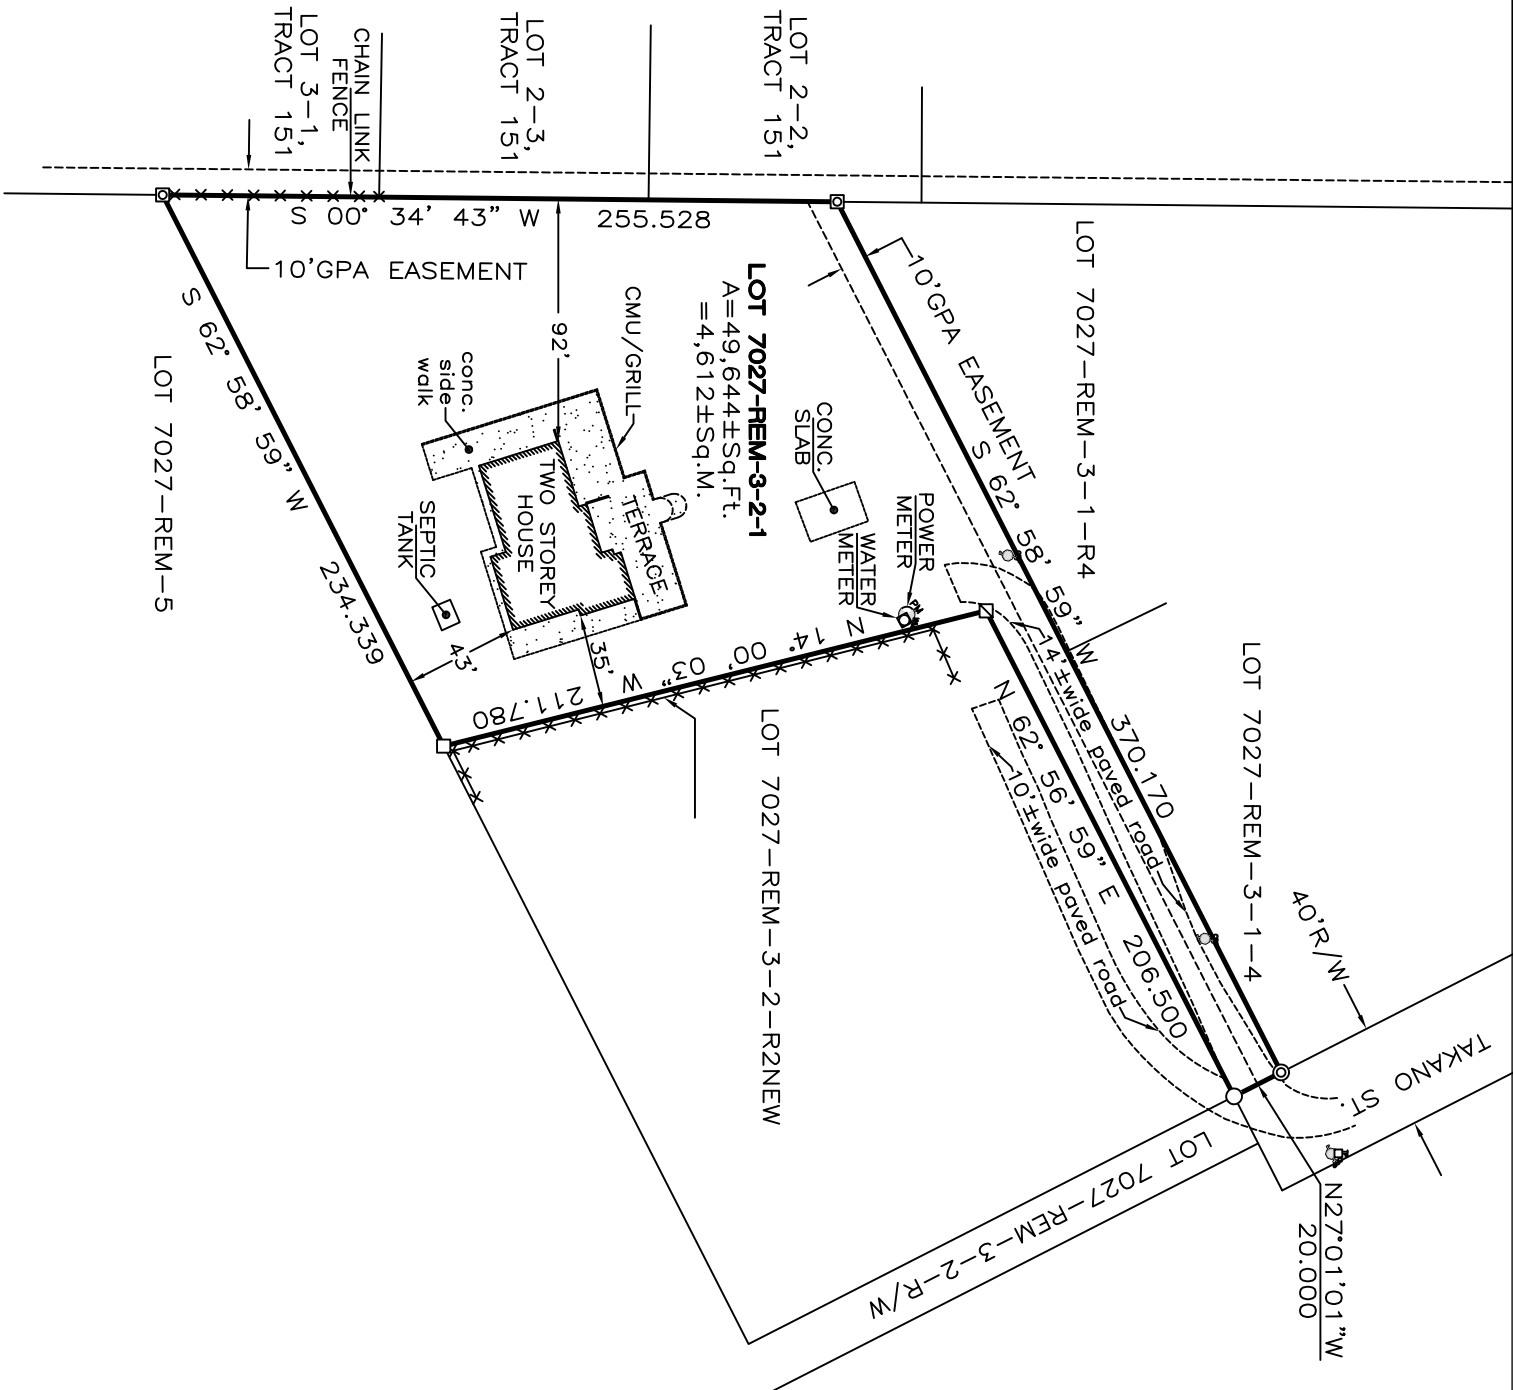 LOT 3-1,
TRACT 151
CHAIN LINK
FENCE
LOT 2-3,
TRACT 151
LOT 2-2,
TRACT 151
S 00° 34' 43" W 255.528
10'GPA EASEMENT
LOT 7027-REM-3-1-R4
10'GPA EASEMENT
S 62° 58' 59" W 370.170
LOT 7027-REM-3-2-1
A=49,644±Sq.Ft.
=4,612±Sq.M.
92'
CMU/GRILL
conc.
side
walk
TWO STOREY
HOUSE
TERRACE
CONC.
SLAB
POWER
METER
WATER
METER
PM
SEPTIC
TANK
43'
35'
S 62° 58' 59" W 234.339
LOT 7027-REM-5
N 14° 00' 03" W 211.780
14'±wide paved road
N 62° 56' 59" E 206.500
10'±wide paved road
LOT 7027-REM-3-1-4
LOT 7027-REM-3-2-R2NEW
40'R/W
TAKANO ST.
LOT 7027-REM-3-2-R/W
N27°01'01"W
20.000